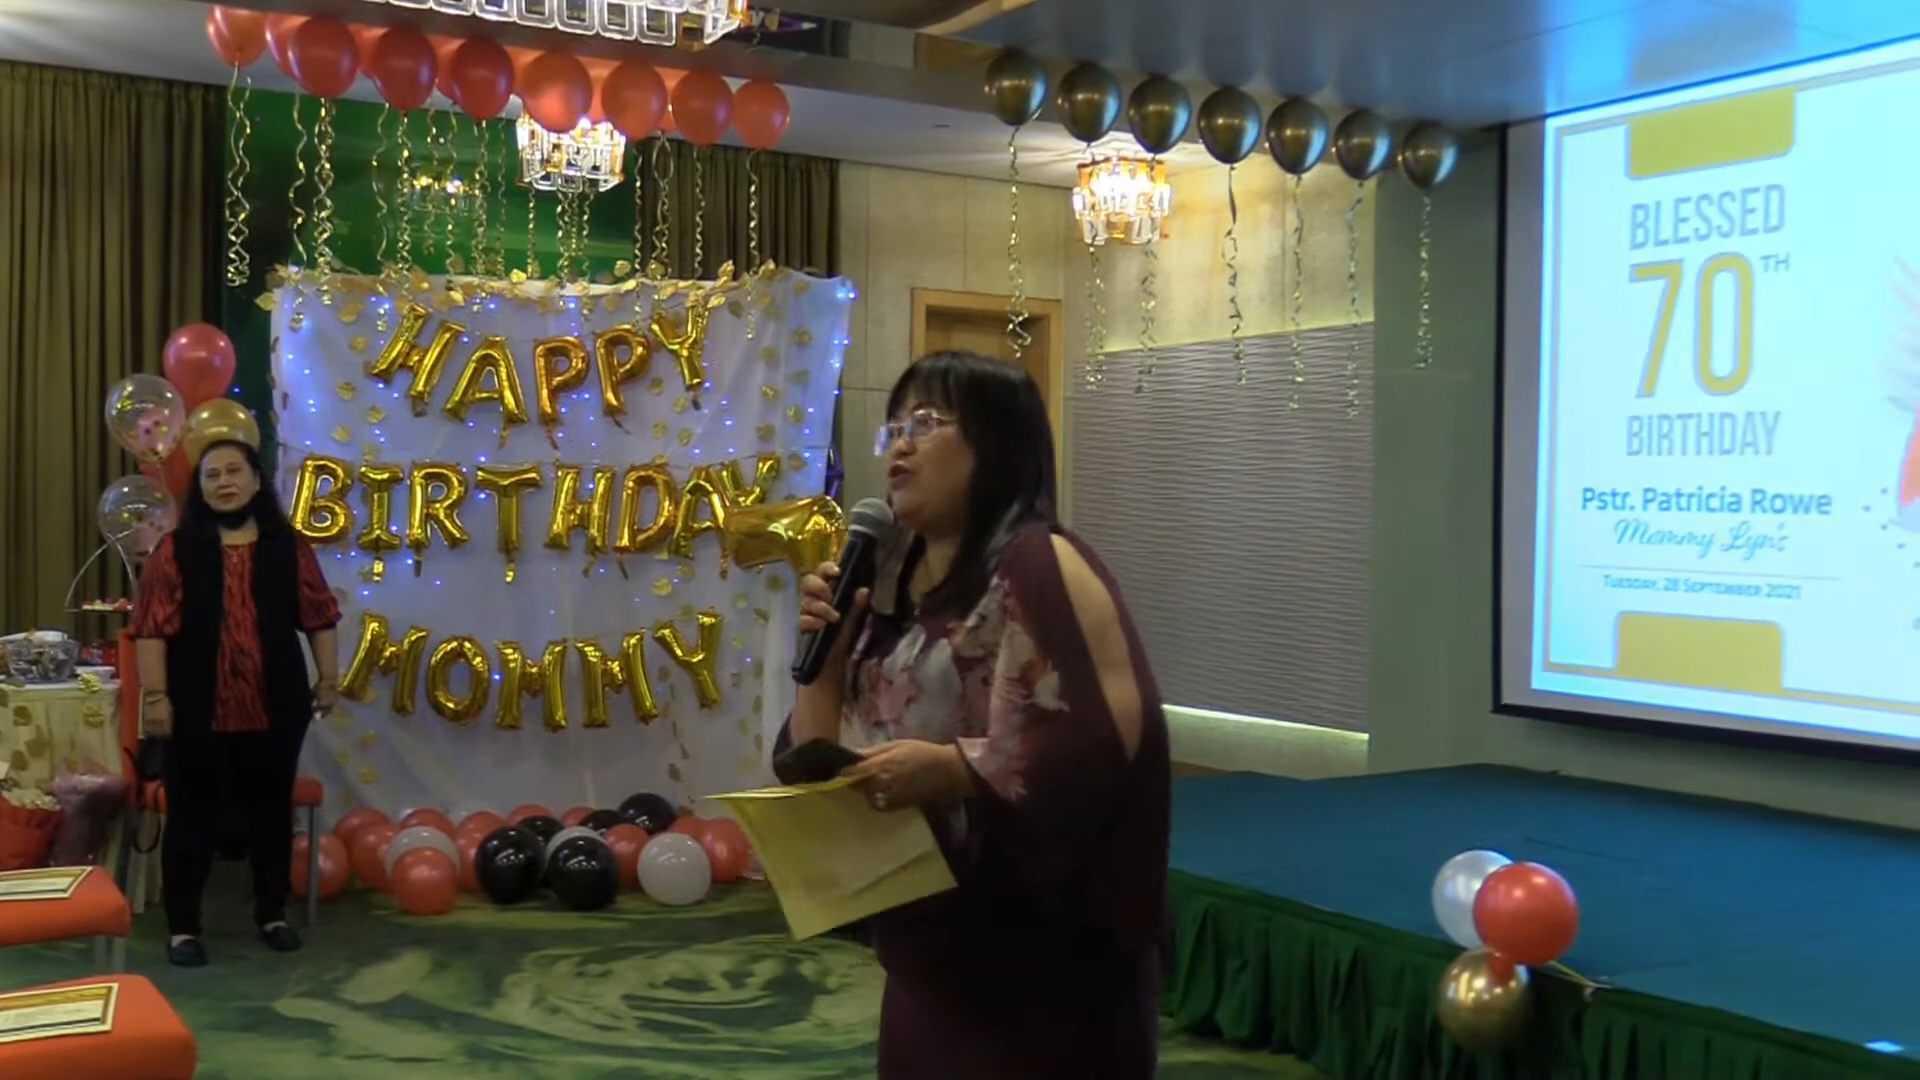 HAPPY
BIRTHDAY
MOMMY
BLESSED
70TH
BIRTHDAY
Pstr. Patricia Rowe
Mommy Lyn's
Tuesday, 28 September 2021